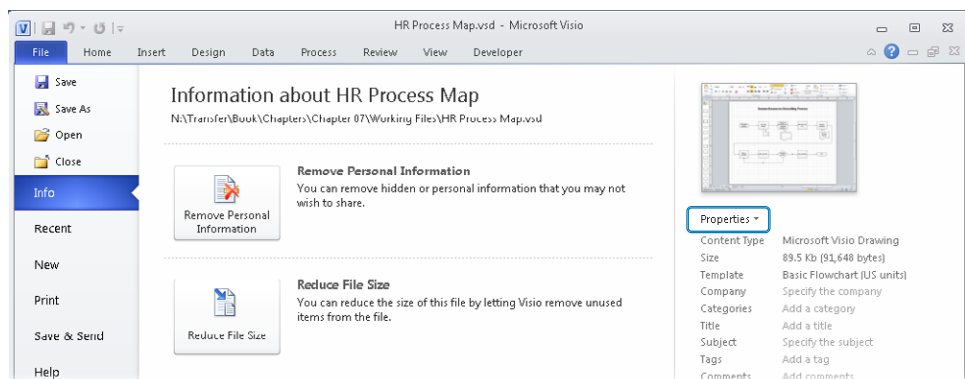 HR Process Map.vsd - Microsoft Visio
File Home Insert Design Data Process Review View Developer
Save
Save As
Open
Close
Info
Recent
New
Print
Save & Send
Help
Information about HR Process Map
N:\Transfer\Book\Chapters\Chapter 07\Working Files\HR Process Map.vsd
Remove Personal
Information
Remove Personal Information
You can remove hidden or personal information that you may not
wish to share.
Reduce File Size
Reduce File Size
You can reduce the size of this file by letting Visio remove unused
items from the file.
Properties
Content Type Microsoft Visio Drawing
Size 89.5 Kb (91,648 bytes)
Template Basic Flowchart (US units)
Company Specify the company
Categories Add a category
Title Add a title
Subject Specify the subject
Tags Add a tag
Comments Add comments